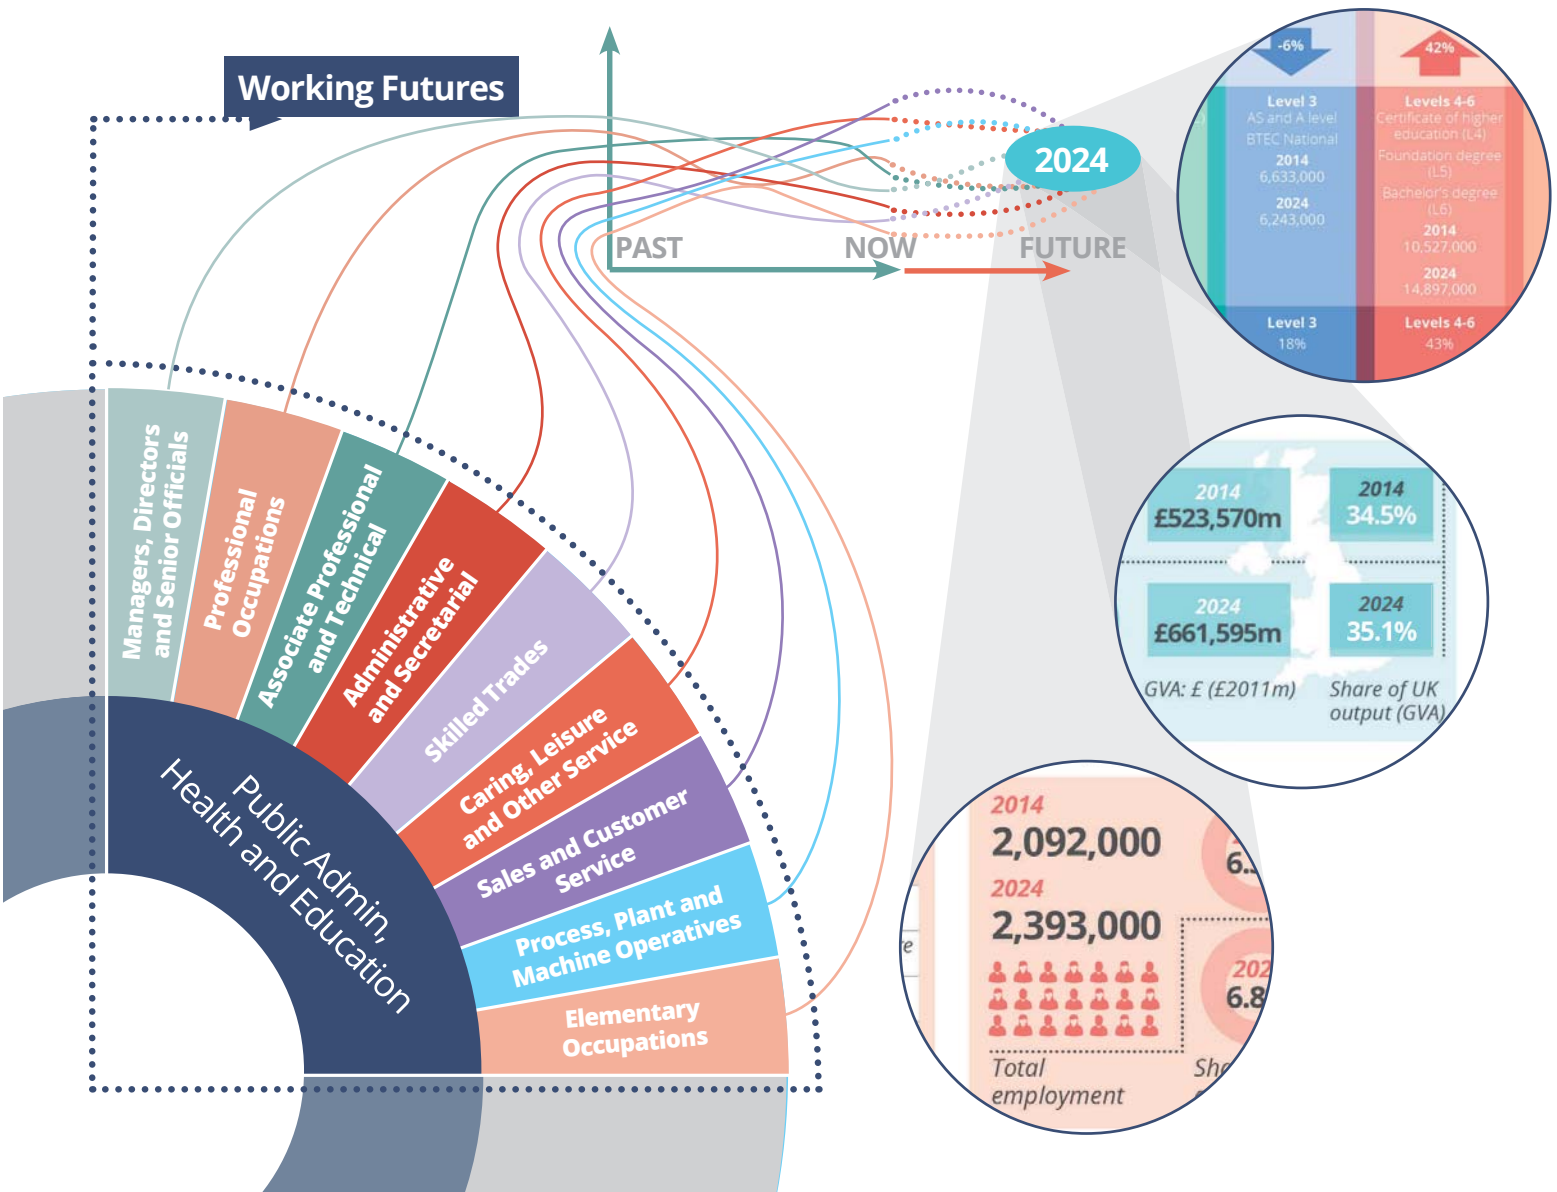 Working Futures
PAST
NOW
FUTURE
2024
-6%
Level 3
AS and A level
BTEC National
2014
6,633,000
2024
6,243,000
Level 3
18%
42%
Levels 4-6
Certificate of higher
education (L4)
Foundation degree
(L5)
Bachelor's degree
(L6)
2014
10,527,000
2024
14,897,000
Levels 4-6
43%
2014
£523,570m
2014
34.5%
2024
£661,595m
2024
35.1%
GVA: £ (£2011m)
Share of UK
output (GVA)
2014
2,092,000
2024
2,393,000
Total
employment
Managers, Directors
and Senior Officials
Professional
Occupations
Associate Professional
and Technical
Administrative
and Secretarial
Skilled Trades
Caring, Leisure
and Other Service
Sales and Customer
Service
Process, Plant and
Machine Operatives
Elementary
Occupations
Public Admin,
Health and Education